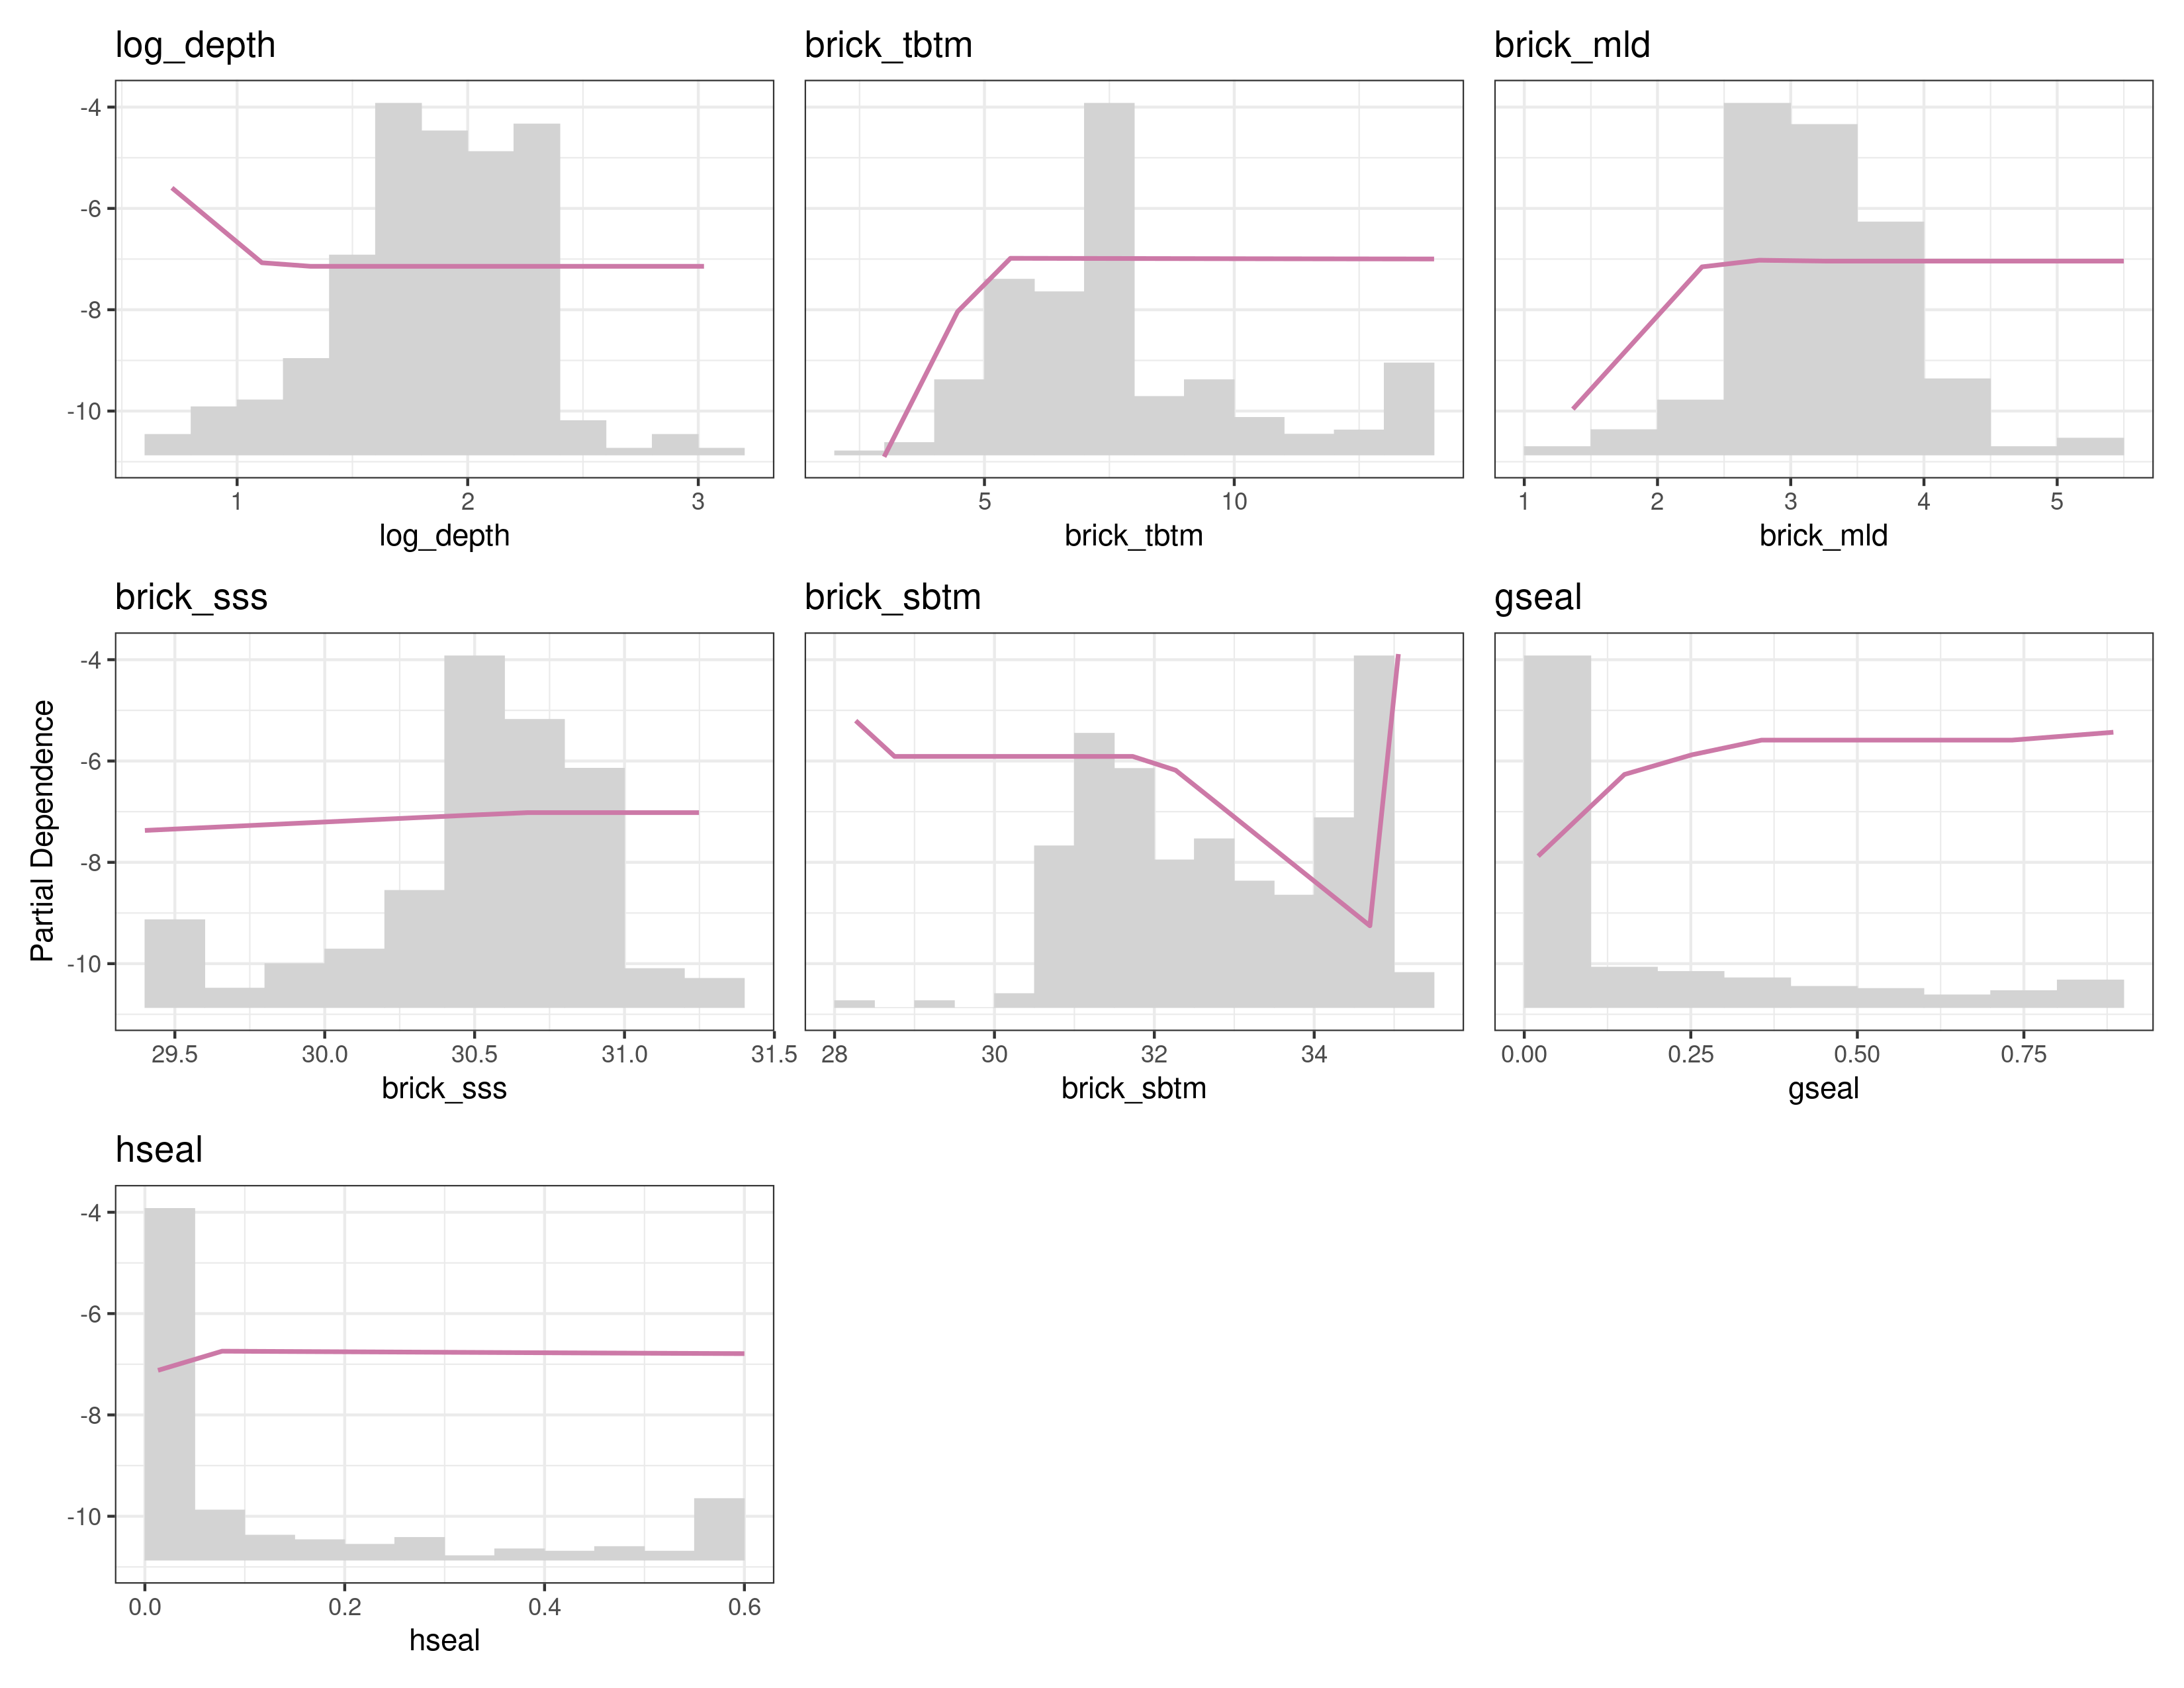 log_depth
brick_tbtm
brick_mld
-4
-6
-8
-10
1 2 3
5 10
1 2 3 4 5
log_depth
brick_tbtm
brick_mld
brick_sss
brick_sbtm
gseal
Partial Dependence
-4
-6
-8
-10
29.5 30.0 30.5 31.0 31.5
28 30 32 34
0.00 0.25 0.50 0.75
brick_sss
brick_sbtm
gseal
hseal
-4
-6
-8
-10
0.0 0.2 0.4 0.6
hseal